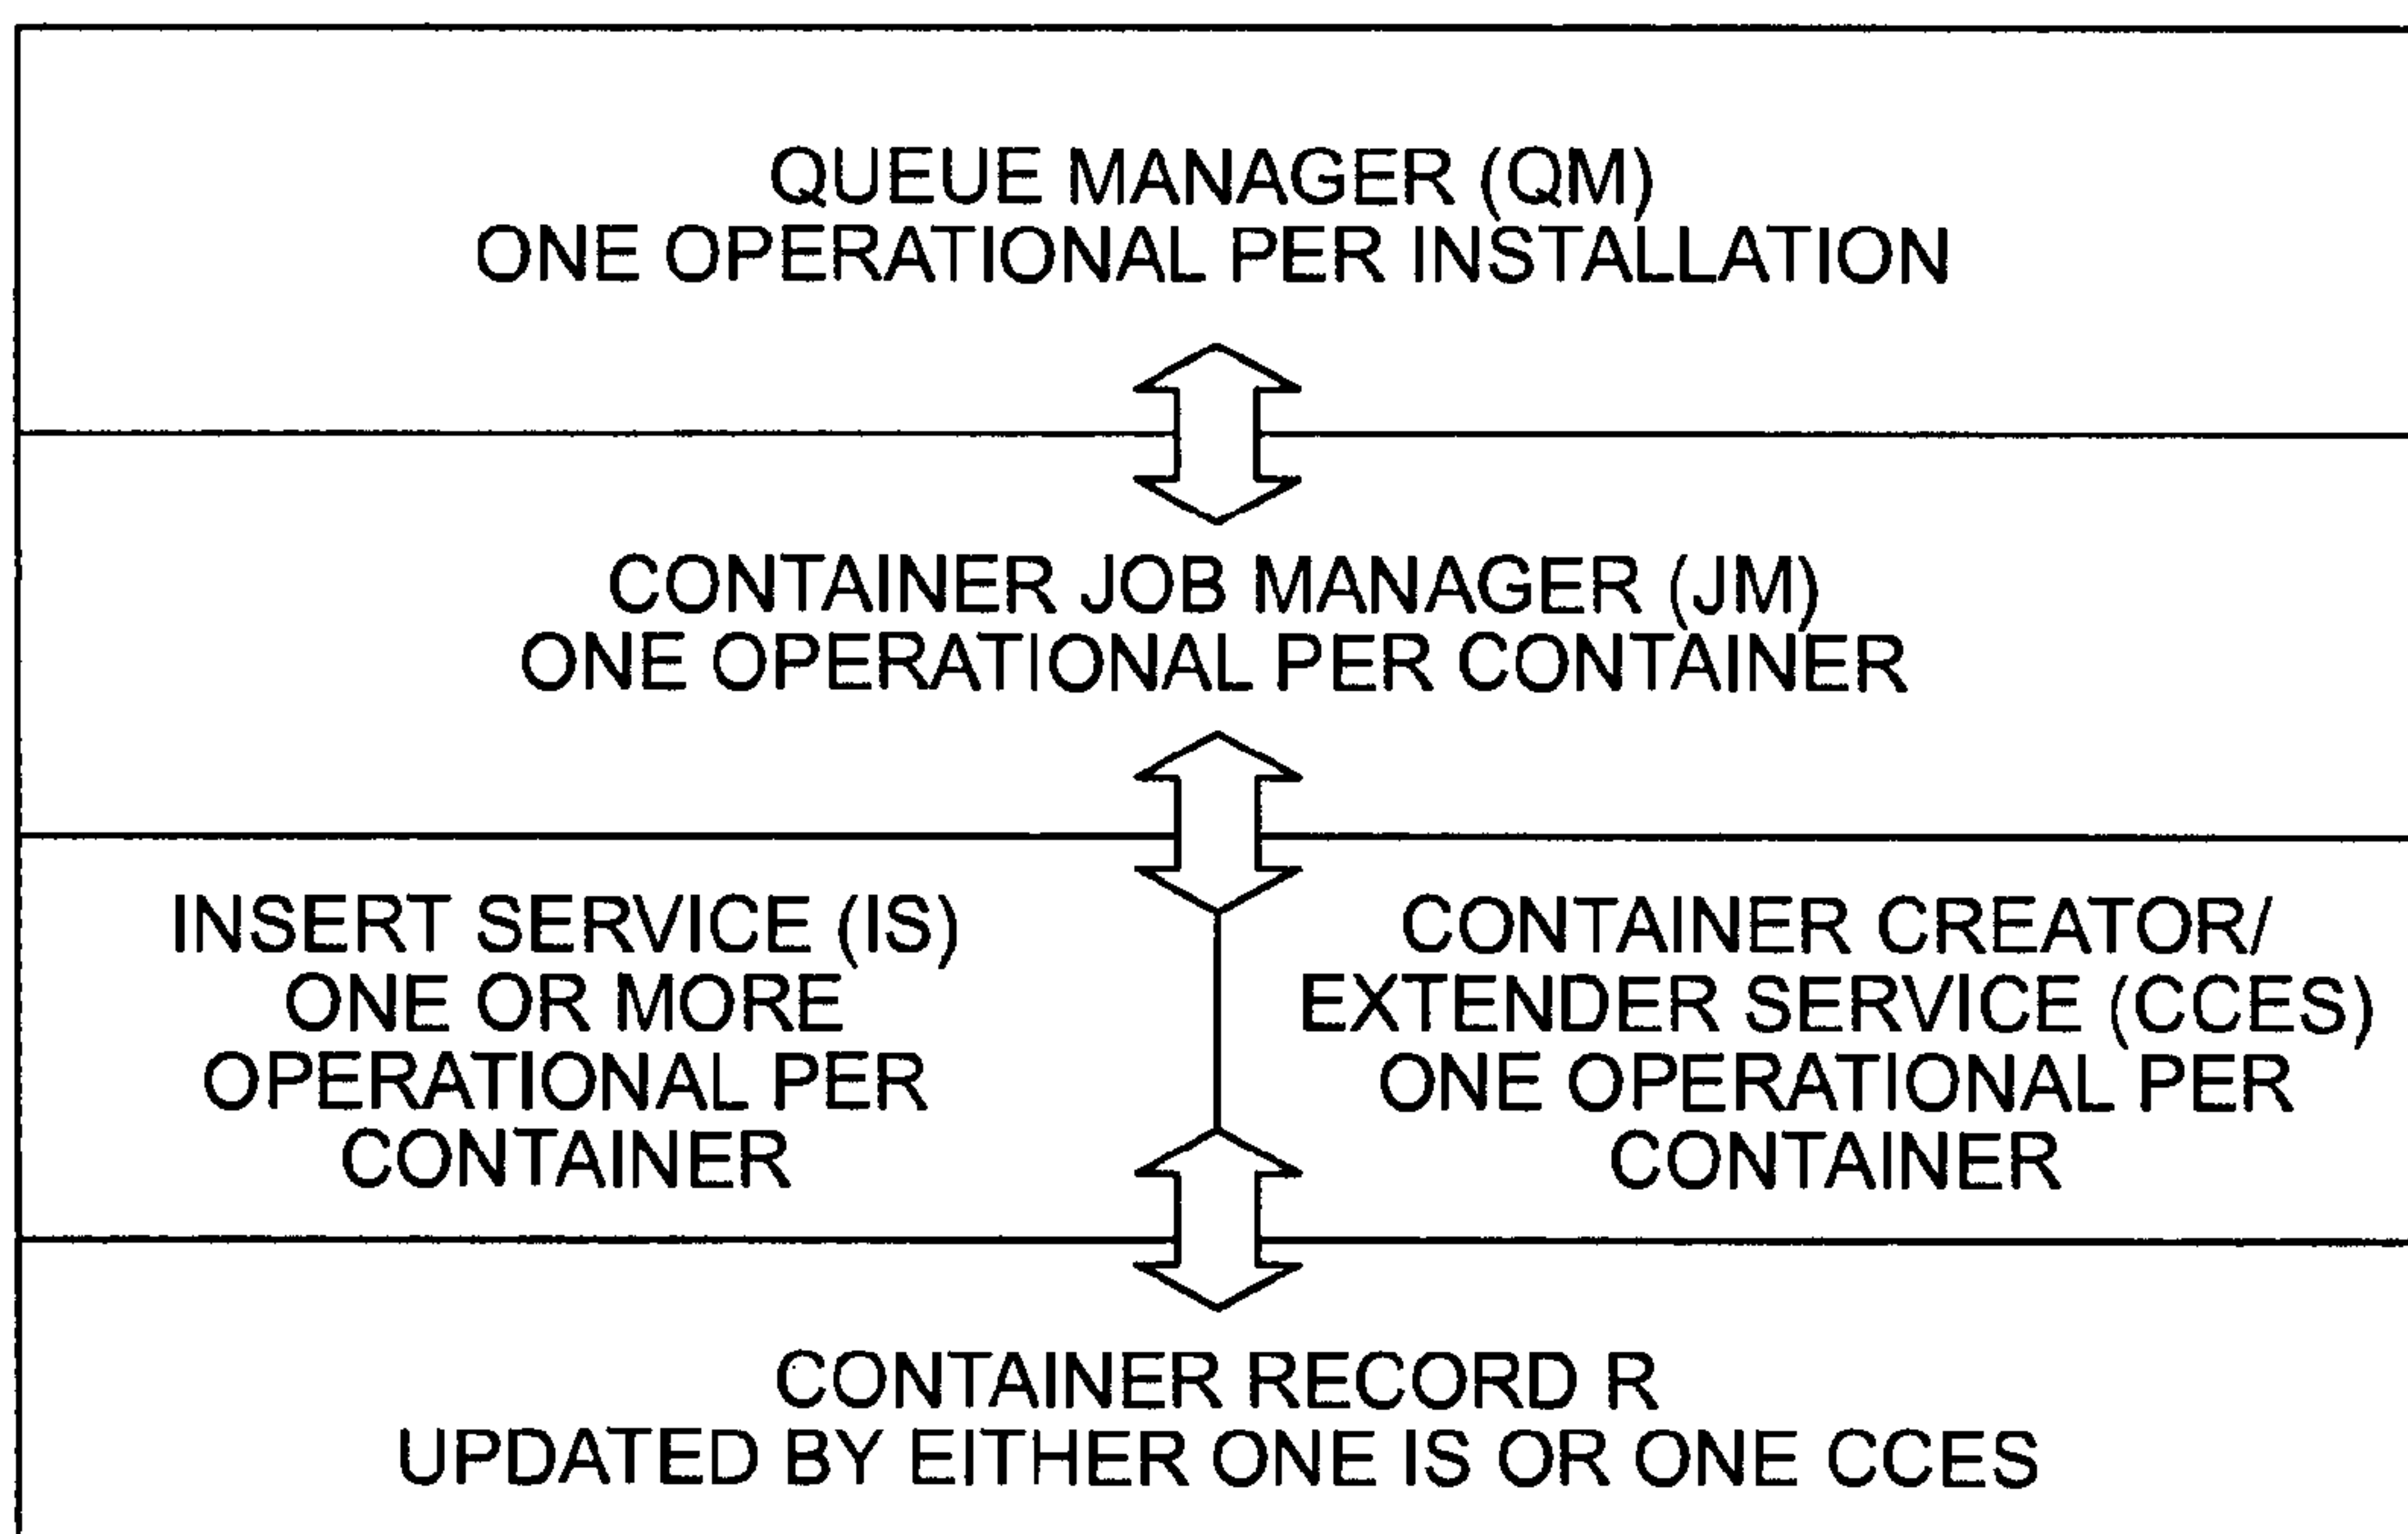 QUEUE MANAGER (QM)
ONE OPERATIONAL PER INSTALLATION
CONTAINER JOB MANAGER (JM)
ONE OPERATIONAL PER CONTAINER
INSERT SERVICE (IS)
ONE OR MORE
OPERATIONAL PER
CONTAINER
CONTAINER CREATOR/
EXTENDER SERVICE (CCES)
ONE OPERATIONAL PER
CONTAINER
CONTAINER RECORD R
UPDATED BY EITHER ONE IS OR ONE CCES